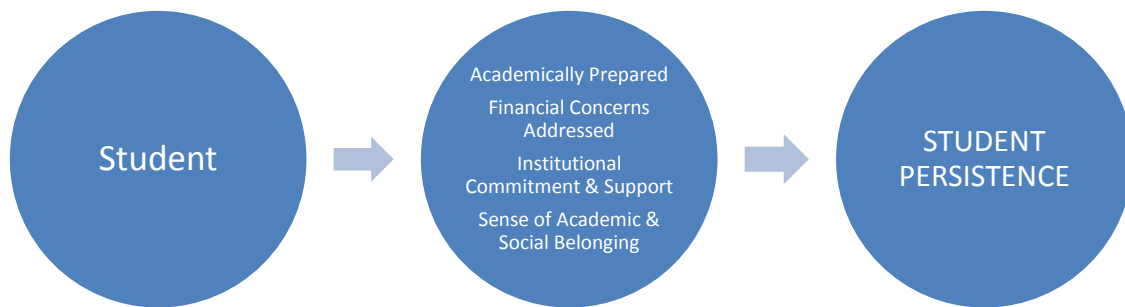 Student
Academically Prepared
Financial Concerns
Addressed
Institutional
Commitment & Support
Sense of Academic &
Social Belonging
STUDENT
PERSISTENCE